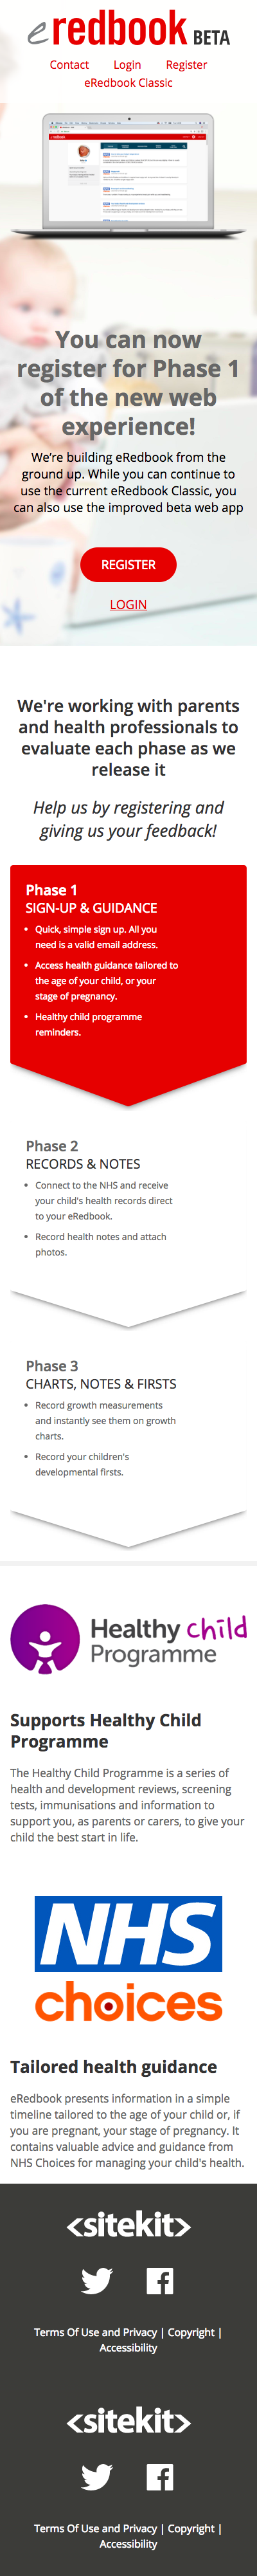 eredbook BETA
Contact Login Register
eRedbook Classic
You can now
register for Phase 1
of the new web
experience!
We're building eRedbook from the
ground up. While you can continue to
use the current eRedbook Classic, you
can also use the improved beta web app
REGISTER
LOGIN
We're working with parents
and health professionals to
evaluate each phase as we
release it
Help us by registering and
giving us your feedback!
Phase 1
SIGN-UP & GUIDANCE
• Quick, simple sign up. All you
need is a valid email address.
• Access health guidance tailored to
the age of your child, or your
stage of pregnancy.
• Healthy child programme
reminders.
Phase 2
RECORDS & NOTES
• Connect to the NHS and receive
your child's health records direct
to your eRedbook.
• Record health notes and attach
photos.
Phase 3
CHARTS, NOTES & FIRSTS
• Record growth measurements
and instantly see them on growth
charts.
• Record your children's
developmental firsts.
Healthy child
Programme
Supports Healthy Child
Programme
The Healthy Child Programme is a series of
health and development reviews, screening
tests, immunisations and information to
support you, as parents or carers, to give your
child the best start in life.
NHS
choices
Tailored health guidance
eRedbook presents information in a simple
timeline tailored to the age of your child or, if
you are pregnant, your stage of pregnancy. It
contains valuable advice and guidance from
NHS Choices for managing your child's health.
<sitekit>
Terms Of Use and Privacy | Copyright |
Accessibility
<sitekit>
Terms Of Use and Privacy | Copyright |
Accessibility